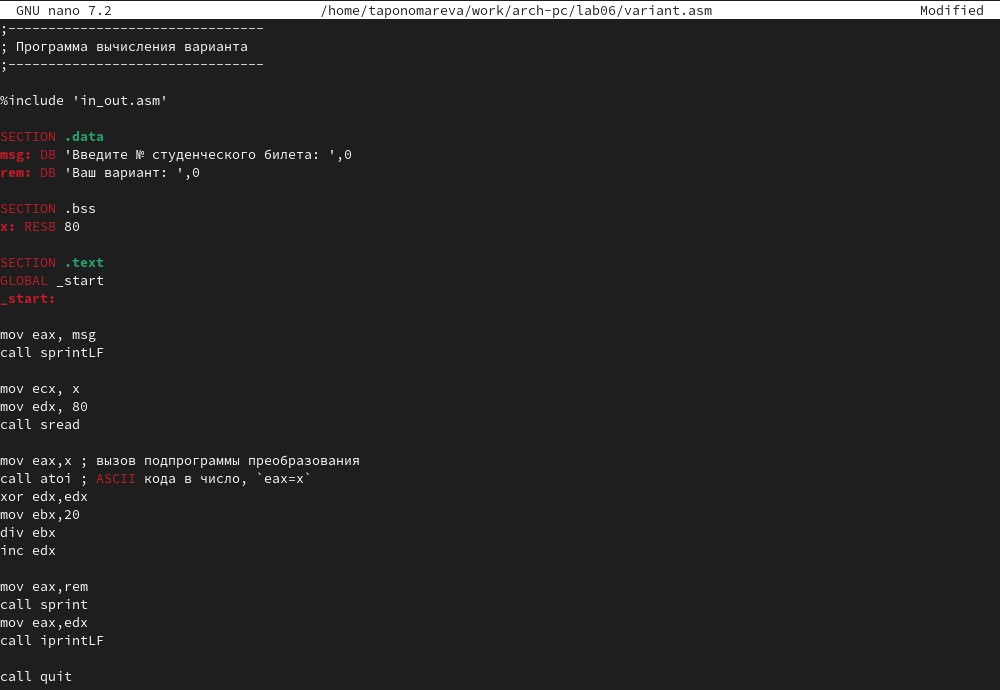 GNU nano 7.2 /home/taponomareva/work/arch-pc/lab06/variant.asm Modified
;--------------------------------
; Программа вычисления варианта
;--------------------------------
%include 'in_out.asm'
SECTION .data
msg: DB 'Введите № студенческого билета: ',0
rem: DB 'Ваш вариант: ',0
SECTION .bss
x: RESB 80
SECTION .text
GLOBAL _start
_start:
mov eax, msg
call sprintLF
mov ecx, x
mov edx, 80
call sread
mov eax,x ; вызов подпрограммы преобразования
call atoi ; ASCII кода в число, `eax=x`
xor edx,edx
mov ebx,20
div ebx
inc edx
mov eax,rem
call sprint
mov eax,edx
call iprintLF
call quit